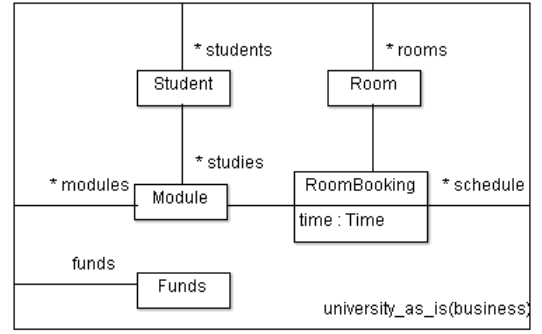 * students
* rooms
Student
Room
* studies
* modules
Module
RoomBooking
* schedule
time : Time
funds
Funds
university_as_is(business)